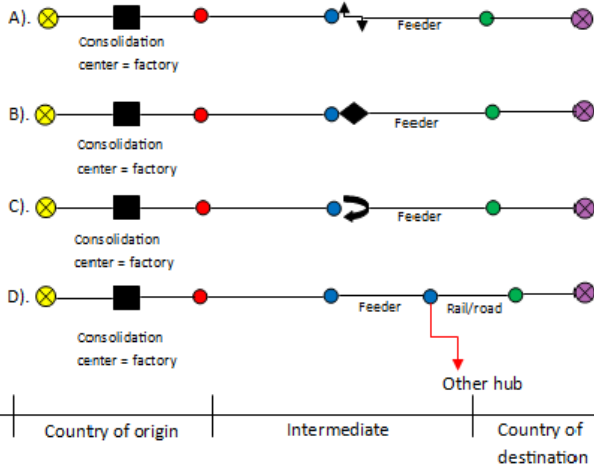 A).
Feeder
Consolidation
center = factory
B).
Feeder
Consolidation
center = factory
C).
Feeder
Consolidation
center = factory
D).
Feeder
Rail/road
Consolidation
center = factory
Other hub
Country of origin
Intermediate
Country of
destination